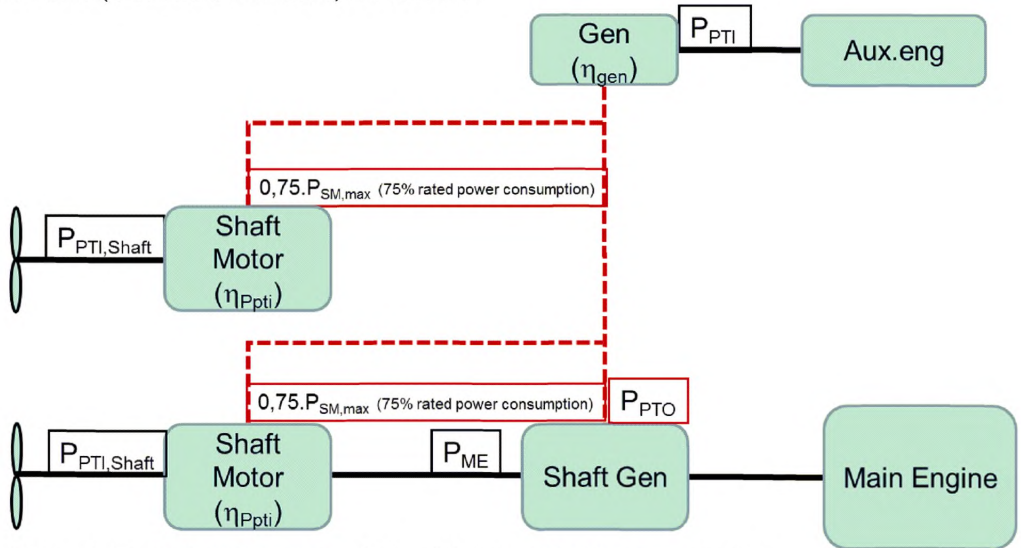 Gen
(ηgen)
PPTI
Aux.eng
0,75.PSM,max (75% rated power consumption)
PPTI,Shaft
Shaft
Motor
(ηPpti)
0,75.PSM,max (75% rated power consumption)
PPTO
PPTI,Shaft
Shaft
Motor
(ηPpti)
PME
Shaft Gen
Main Engine